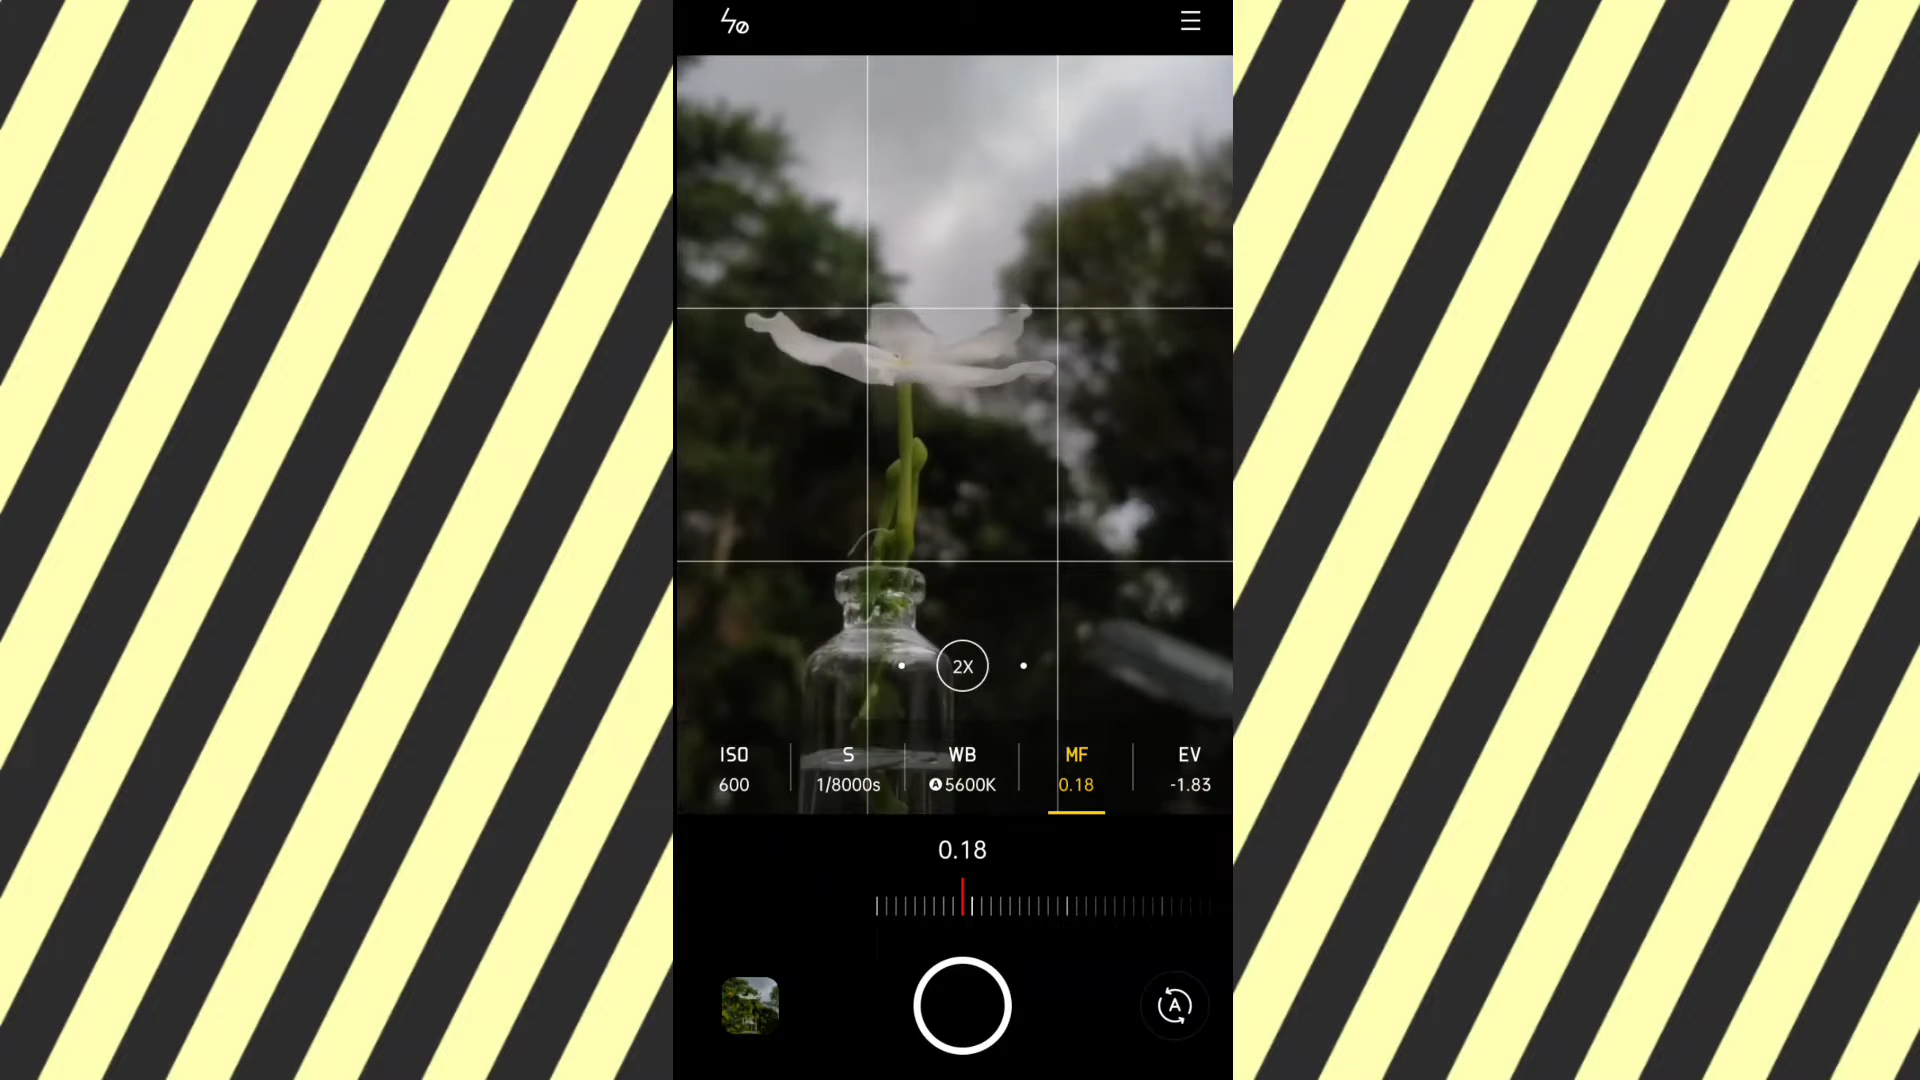 2X
ISO S WB MF EV
600 1/8000s A 5600K 0.18 -1.83
0.18
A